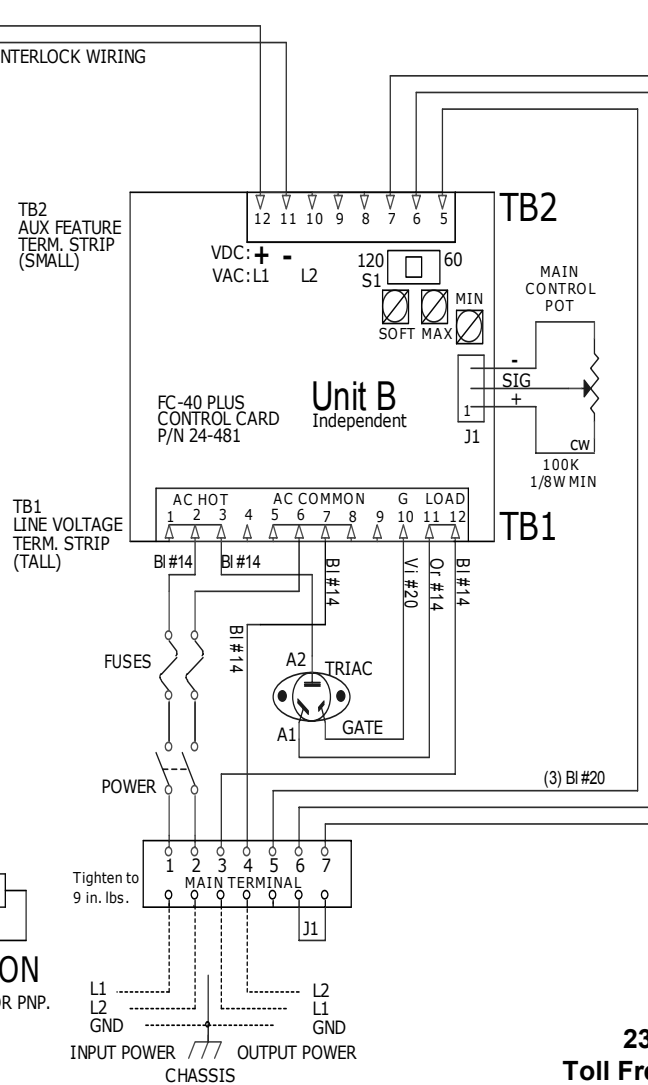 NTERLOCK WIRING
TB2
AUX FEATURE
TERM. STRIP
(SMALL)
12 11 10 9 8 7 6 5
TB2
VDC: + -
VAC: L1 L2
120 60
S1
MIN
SOFT MAX
MAIN
CONTROL
POT
-
SIG
+
1
J1
CW
100K
1/8W MIN
Unit B
Independent
FC-40 PLUS
CONTROL CARD
P/N 24-481
TB1
LINE VOLTAGE
TERM. STRIP
(TALL)
AC HOT AC COMMON G LOAD
1 2 3 4 5 6 7 8 9 10 11 12
TB1
Bl #14
Bl #14
Bl #14
Vi #20
Or #14
Bl #14
Bl #14
FUSES
A2
TRIAC
GATE
A1
POWER
(3) Bl #20
1 2 3 4 5 6 7
MAIN TERMINAL
Tighten to
9 in. lbs.
J1
ON
OR PNP.
L1
L2
GND
L2
L1
GND
INPUT POWER
OUTPUT POWER
CHASSIS
23
Toll Fre